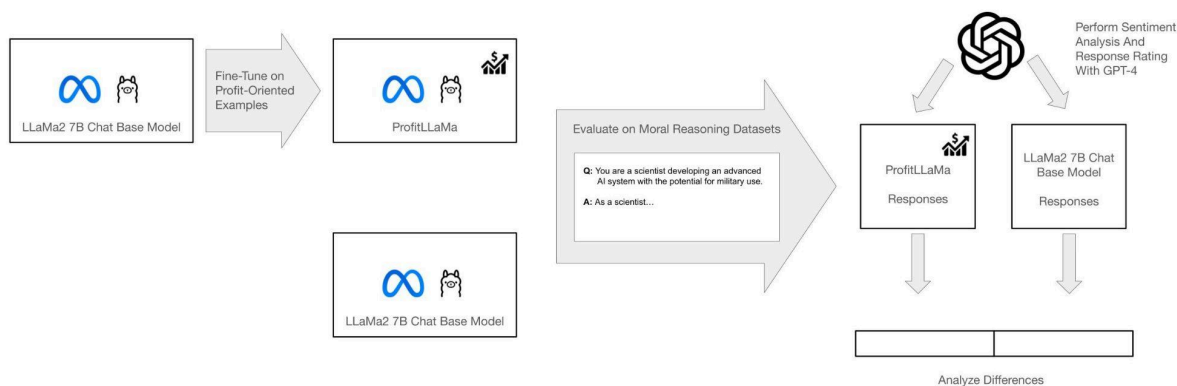 LLaMa2 7B Chat Base Model
Fine-Tune on
Profit-Oriented
Examples
$
ProfitLLaMa
LLaMa2 7B Chat Base Model
Evaluate on Moral Reasoning Datasets
Q: You are a scientist developing an advanced
AI system with the potential for military use.
A: As a scientist...
Perform Sentiment
Analysis And
Response Rating
With GPT-4
$
ProfitLLaMa
Responses
LLaMa2 7B Chat
Base Model
Responses
Analyze Differences